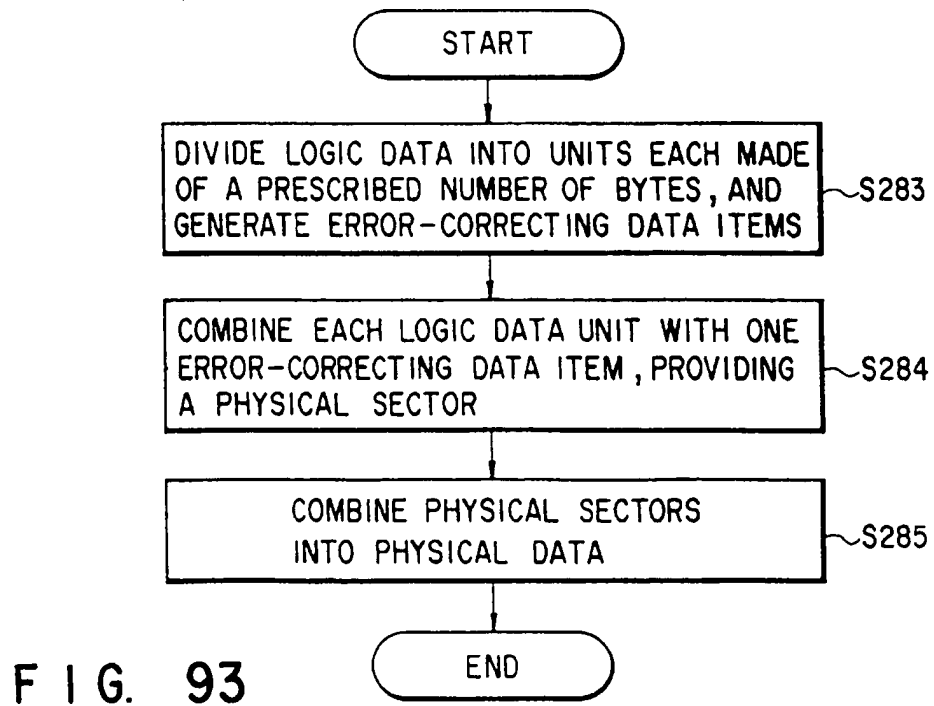 START
DIVIDE LOGIC DATA INTO UNITS EACH MADE
OF A PRESCRIBED NUMBER OF BYTES, AND
GENERATE ERROR-CORRECTING DATA ITEMS
S283
COMBINE EACH LOGIC DATA UNIT WITH ONE
ERROR-CORRECTING DATA ITEM, PROVIDING
A PHYSICAL SECTOR
S284
COMBINE PHYSICAL SECTORS
INTO PHYSICAL DATA
S285
END
FIG. 93